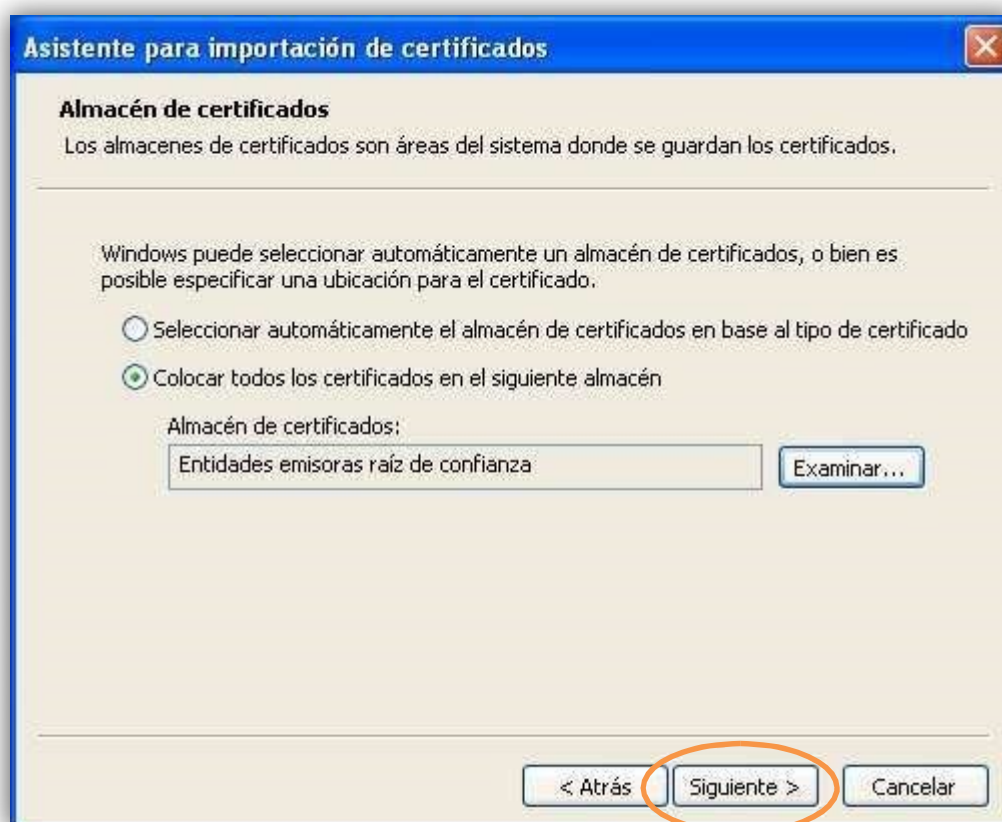 Asistente para importación de certificados
Almacén de certificados
Los almacenes de certificados son áreas del sistema donde se guardan los certificados.
Windows puede seleccionar automáticamente un almacén de certificados, o bien es
posible especificar una ubicación para el certificado.
Seleccionar automáticamente el almacén de certificados en base al tipo de certificado
Colocar todos los certificados en el siguiente almacén
Almacén de certificados:
Entidades emisoras raíz de confianza
Examinar...
< Atrás
Siguiente >
Cancelar